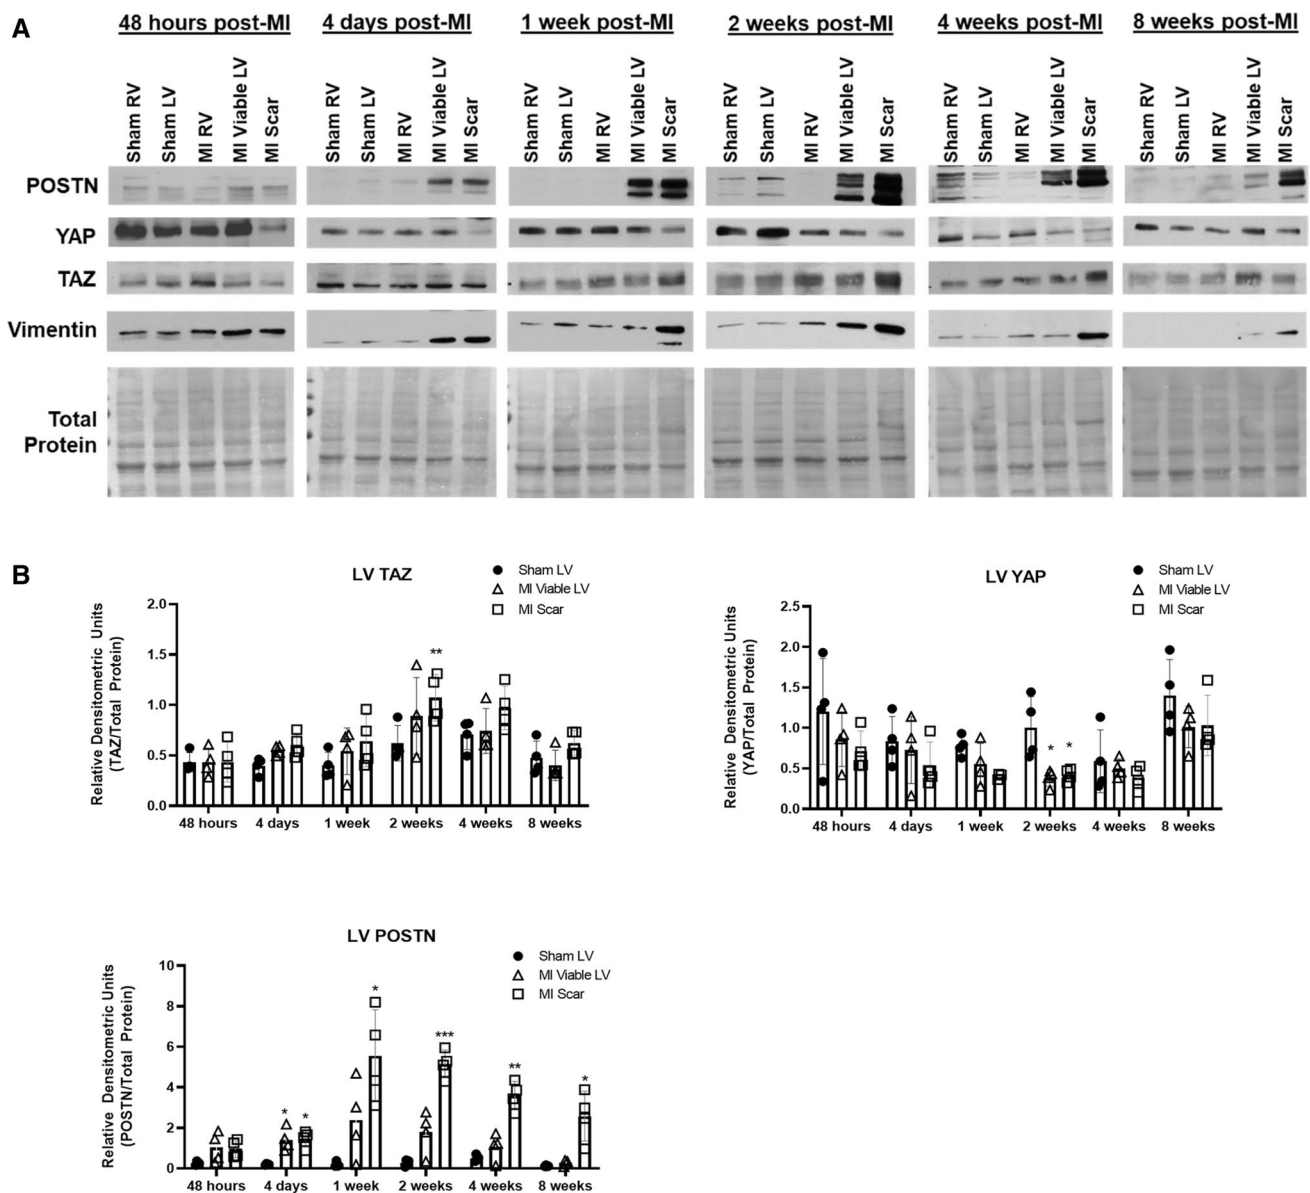 A
48 hours post-MI
4 days post-MI
1 week post-MI
2 weeks post-MI
4 weeks post-MI
8 weeks post-MI
Sham RV
Sham LV
MI RV
MI Viable LV
MI Scar
Sham RV
Sham LV
MI RV
MI Viable LV
MI Scar
Sham RV
Sham LV
MI RV
MI Viable LV
MI Scar
Sham RV
Sham LV
MI RV
MI Viable LV
MI Scar
Sham RV
Sham LV
MI RV
MI Viable LV
MI Scar
Sham RV
Sham LV
MI RV
MI Viable LV
MI Scar
POSTN
YAP
TAZ
Vimentin
Total
Protein
B
LV TAZ
Sham LV
MI Viable LV
MI Scar
Relative Densitometric Units
(TAZ/Total Protein)
2.0
1.5
1.0
0.5
0.0
**
48 hours
4 days
1 week
2 weeks
4 weeks
8 weeks
LV YAP
Sham LV
MI Viable LV
MI Scar
Relative Densitometric Units
(YAP/Total Protein)
2.5
2.0
1.5
1.0
0.5
0.0
*
*
48 hours
4 days
1 week
2 weeks
4 weeks
8 weeks
LV POSTN
Sham LV
MI Viable LV
MI Scar
Relative Densitometric Units
(POSTN/Total Protein)
10
8
6
4
2
0
*
*
*
***
**
*
48 hours
4 days
1 week
2 weeks
4 weeks
8 weeks